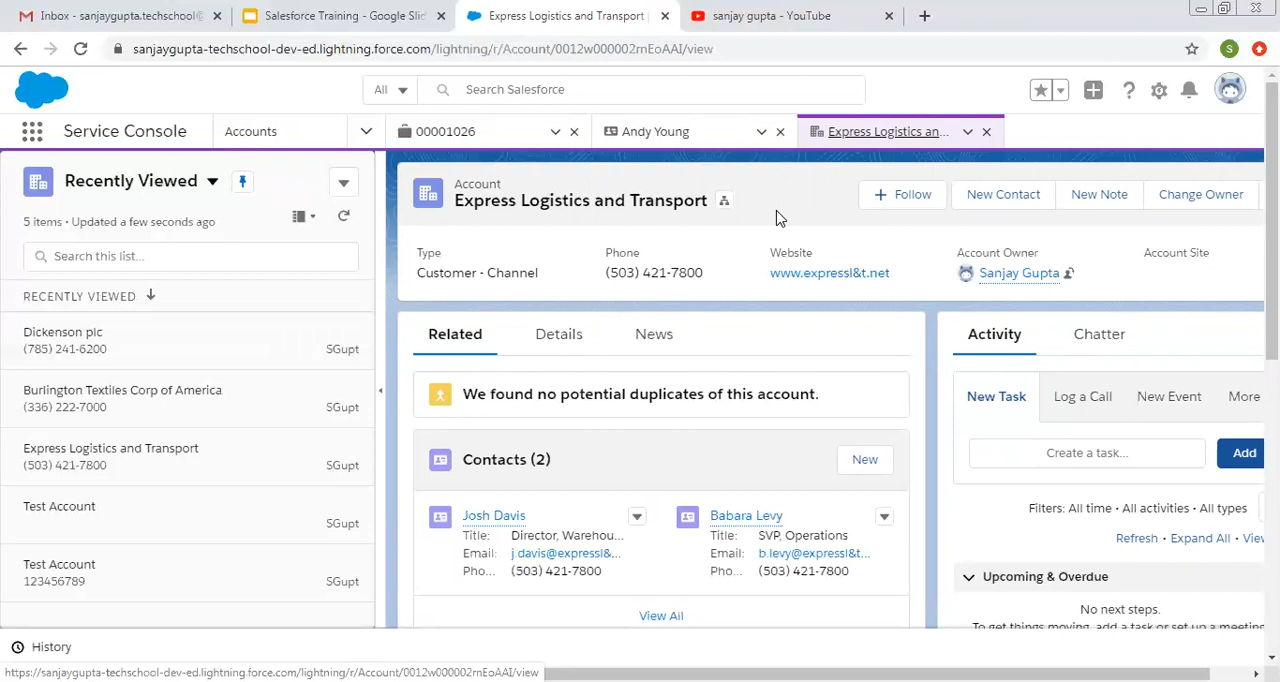 Inbox - sanjaygupta.techschool@
Salesforce Training - Google Slid
Express Logistics and Transport
sanjay gupta - YouTube
sanjaygupta-techschool-dev-ed.lightning.force.com/lightning/r/Account/0012w000002rnEoAAI/view
S
All
Search Salesforce
Service Console
Accounts
00001026
Andy Young
Express Logistics an...
Recently Viewed
5 items • Updated a few seconds ago
Search this list...
RECENTLY VIEWED
Dickenson plc
(785) 241-6200 SGupt
Burlington Textiles Corp of America
(336) 222-7000 SGupt
Express Logistics and Transport
(503) 421-7800 SGupt
Test Account
SGupt
Test Account
123456789 SGupt
Account
Express Logistics and Transport
Follow
New Contact
New Note
Change Owner
Type
Customer - Channel
Phone
(503) 421-7800
Website
www.expressl&t.net
Account Owner
Sanjay Gupta
Account Site
Related
Details
News
We found no potential duplicates of this account.
Contacts (2)
New
Josh Davis
Title: Director, Warehou...
Email: j.davis@expressl&...
Pho... (503) 421-7800
Babara Levy
Title: SVP, Operations
Email: b.levy@expressl&t...
Pho... (503) 421-7800
View All
Activity
Chatter
New Task
Log a Call
New Event
More
Create a task...
Add
Filters: All time • All activities • All types
Refresh • Expand All • View
Upcoming & Overdue
No next steps.
To get things moving, add a task or set up a meeting
History
https://sanjaygupta-techschool-dev-ed.lightning.force.com/lightning/r/Account/0012w000002rnEoAAI/view